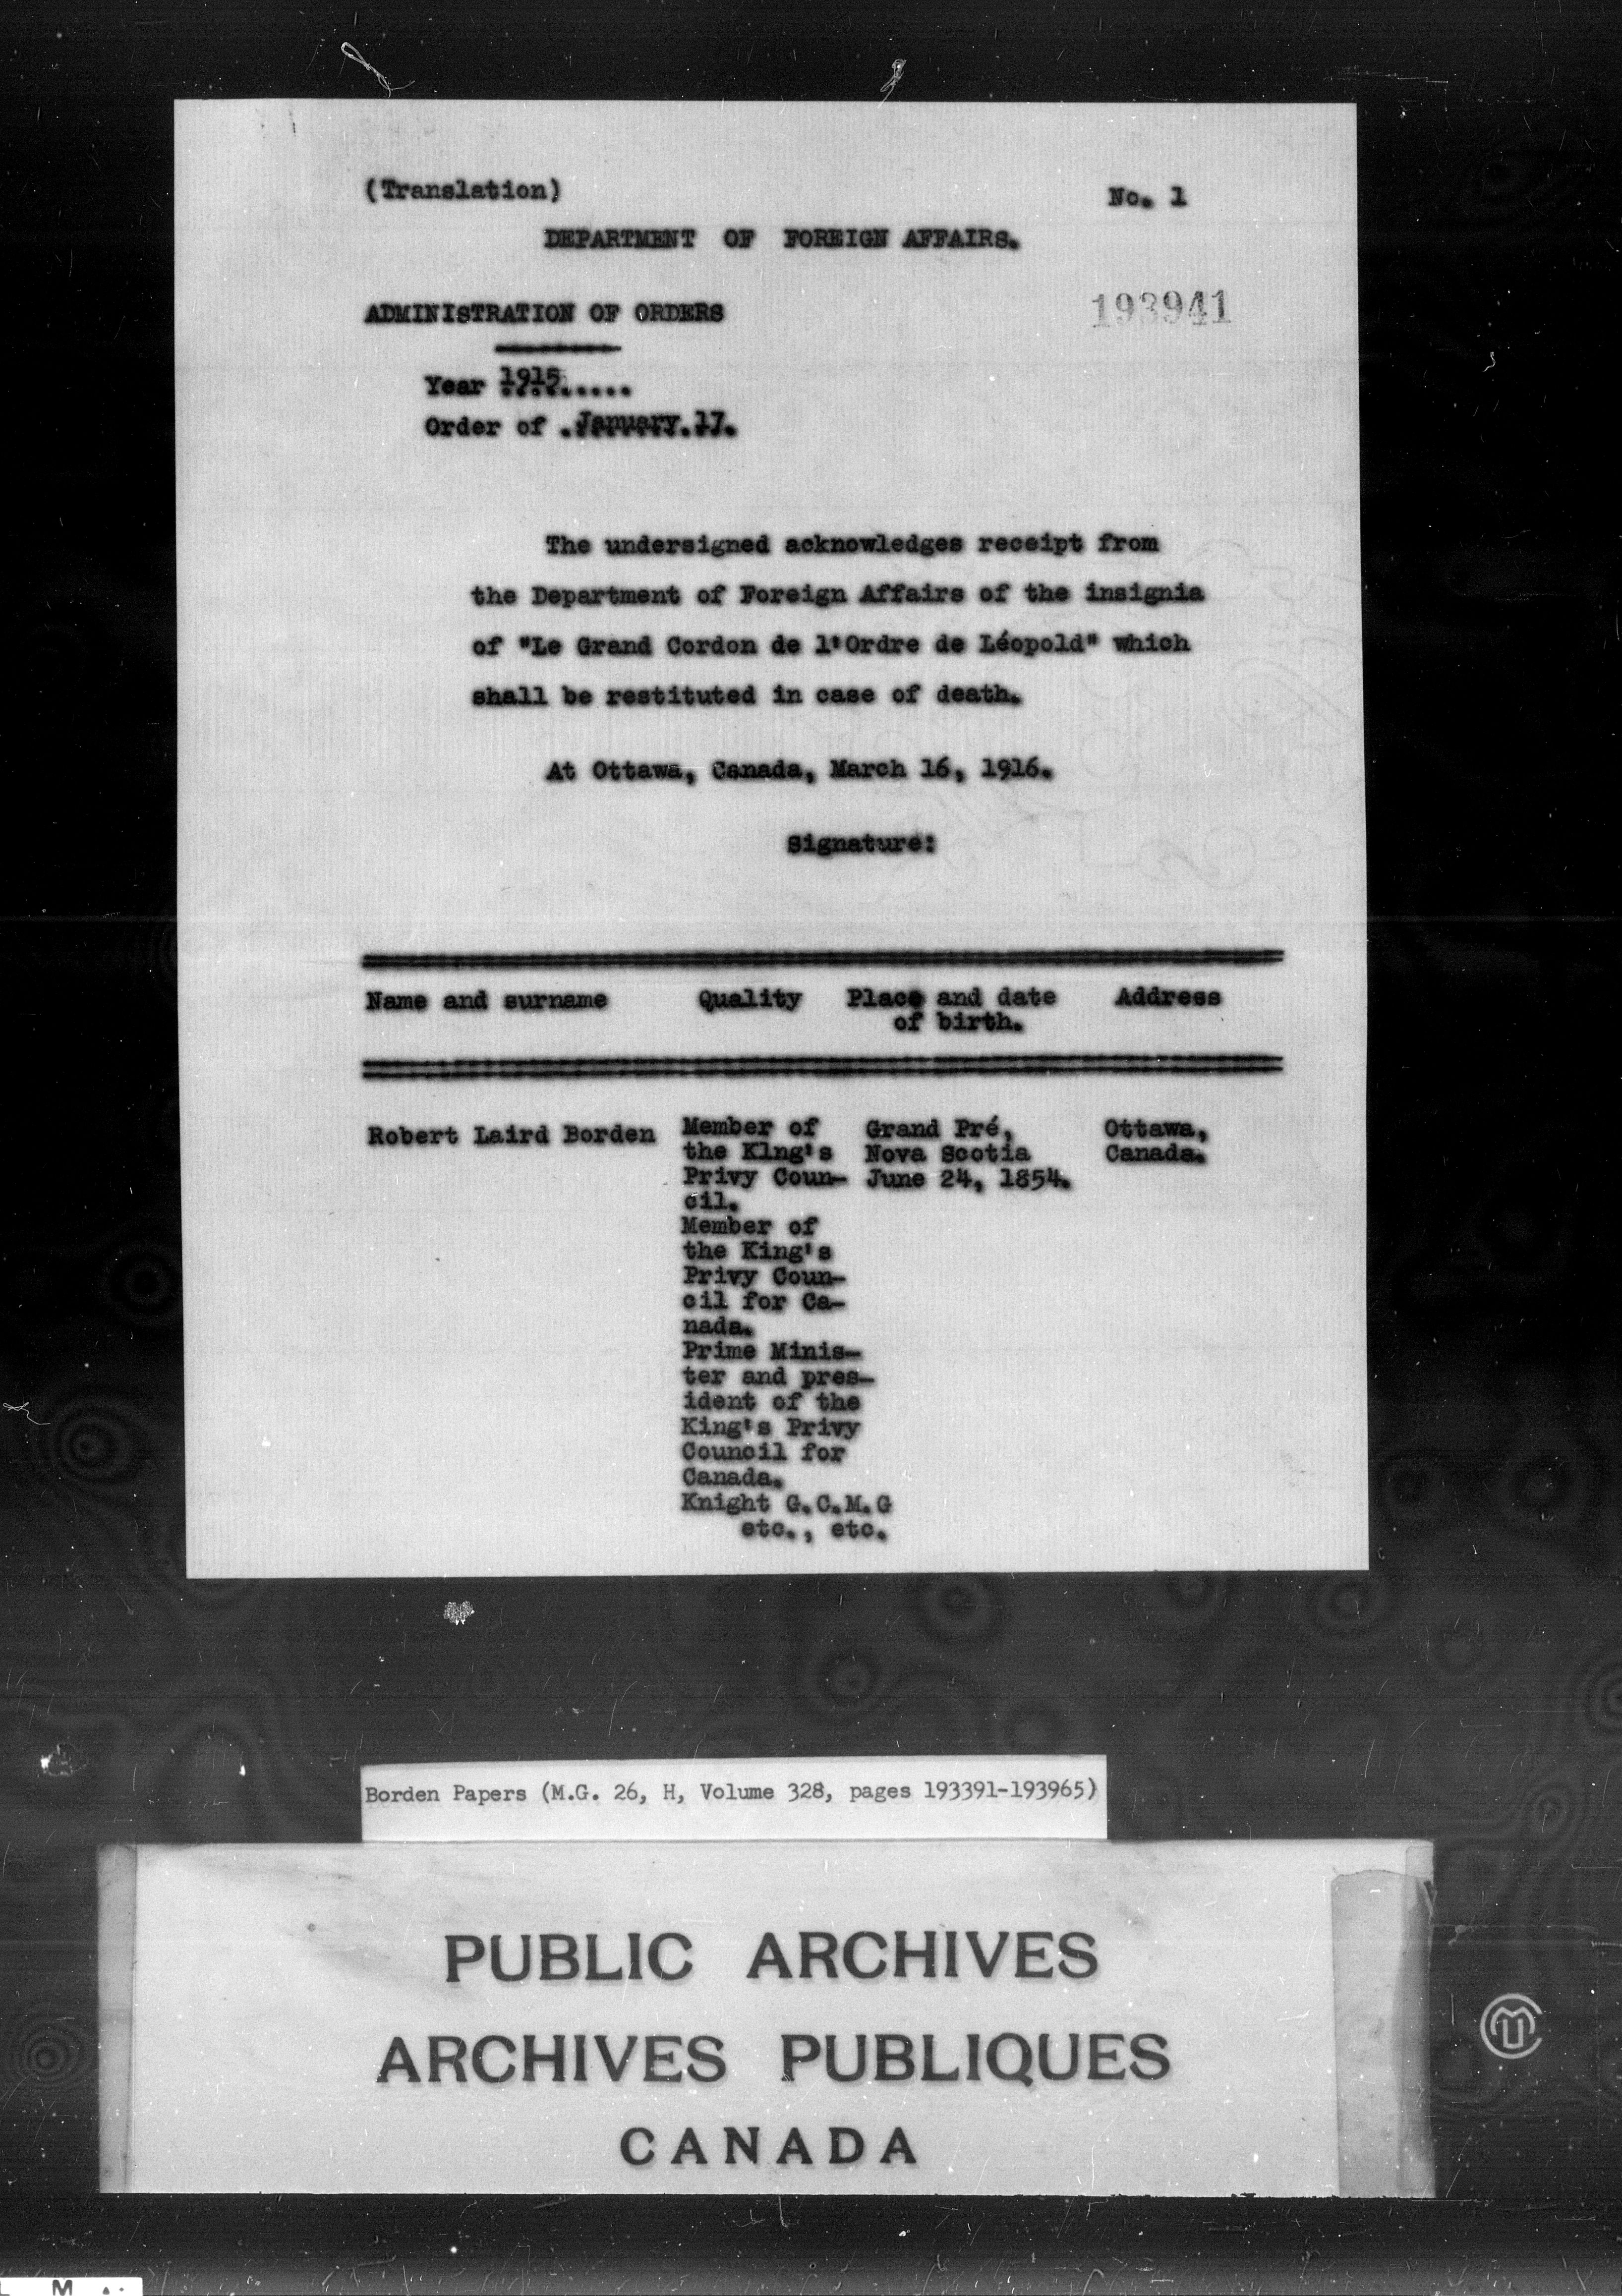 (Translation)
No. 1
DEPARTMENT OF FOREIGN AFFAIRS.
ADMINISTRATION OF ORDERS
193941
Year 1915.....
Order of .January.17.
The undersigned acknowledges receipt from
the Department of Foreign Affairs of the insignia
of "Le Grand Cordon de l'Ordre de Léopold" which
shall be restituted in case of death.
At Ottawa, Canada, March 16, 1916.
Signature:
Name and surname Quality Place and date of birth. Address
Robert Laird Borden
Member of
the KIng's
Privy Coun-
cil.
Member of
the King's
Privy Coun-
cil for Ca-
nada.
Prime Minis-
ter and pres-
ident of the
King's Privy
Council for
Canada.
Knight G.C.M.G
etc., etc.
Grand Pré,
Nova Scotia
June 24, 1854.
Ottawa,
Canada.
Borden Papers (M.G. 26, H, Volume 328, pages 193391-193965)
PUBLIC ARCHIVES
ARCHIVES PUBLIQUES
CANADA